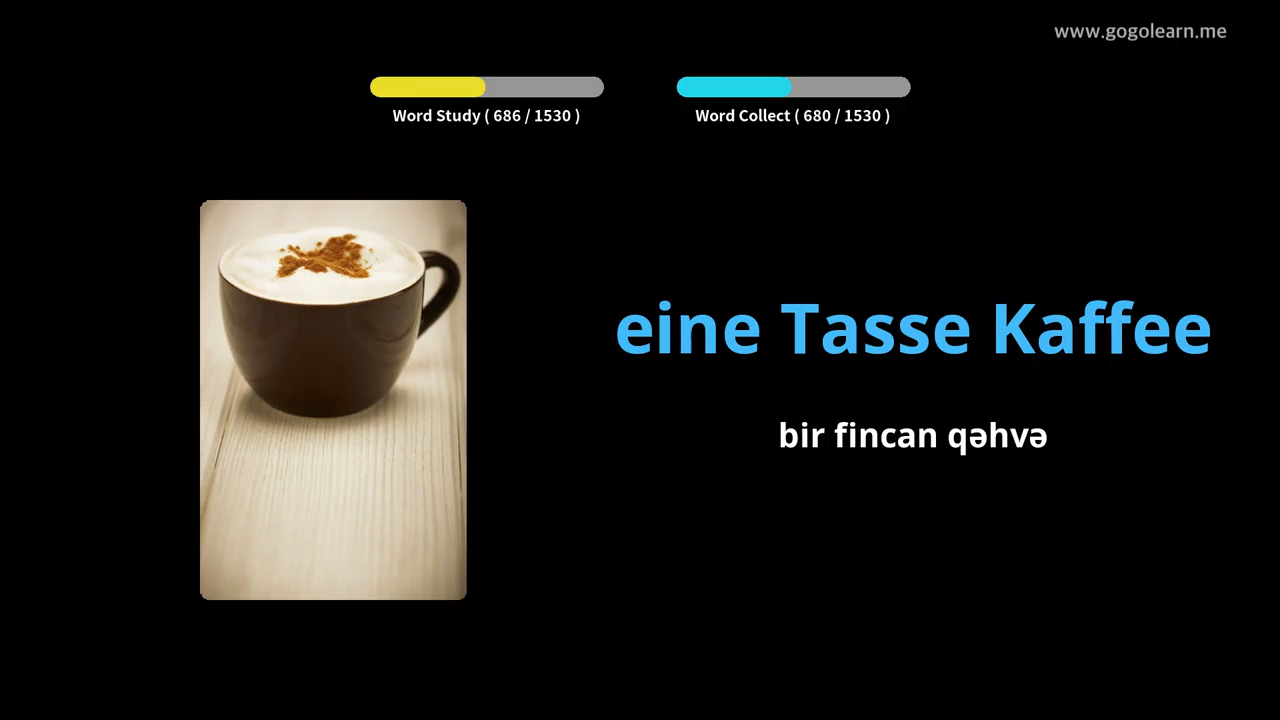 www.gogolearn.me
Word Study ( 686 / 1530 )
Word Collect ( 680 / 1530 )
eine Tasse Kaffee
bir fincan qəhvə